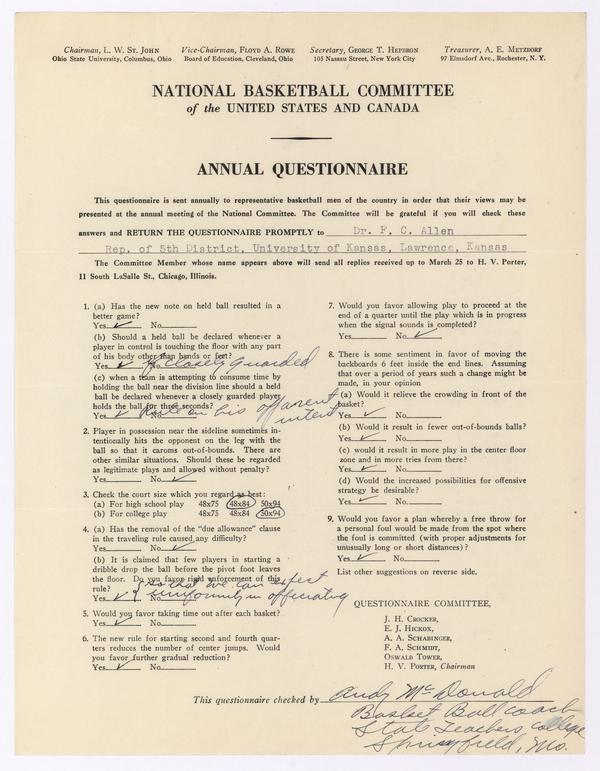 Chairman, L. W. St. John Vice-Chairman, Floyd A. Rowe Secretary, George T. Hepbron Treasurer, A. E. Metzdorf
Ohio State University, Columbus, Ohio Board of Education, Cleveland, Ohio 105 Nassau Street, New York City 97 Elmsdorf Ave., Rochester, N. Y.
NATIONAL BASKETBALL COMMITTEE
of the UNITED STATES AND CANADA
ANNUAL QUESTIONNAIRE
This questionnaire is sent annually to representative basketball men of the country in order that their views may be
presented at the annual meeting of the National Committee. The Committee will be grateful if you will check these
answers and RETURN THE QUESTIONNAIRE PROMPTLY to Dr. F. C. Allen
Rep. of 5th District, University of Kansas, Lawrence, Kansas
The Committee Member whose name appears above will send all replies received up to March 25 to H. V. Porter,
11 South LaSalle St., Chicago, Illinois.
1. (a) Has the new note on held ball resulted in a
better game?
Yes ✓ No
(b) Should a held ball be declared whenever a
player in control is touching the floor with any part
of his body other than hands or feet?
Yes ✓ No if closely guarded
(c) when a team is attempting to consume time by
holding the ball near the division line should a held
ball be declared whenever a closely guarded player
holds the ball for three seconds?
Yes ✓ No on his apparent
intent
2. Player in possession near the sideline sometimes in-
tentionally hits the opponent on the leg with the
ball so that it caroms out-of-bounds. There are
other similar situations. Should these be regarded
as legitimate plays and allowed without penalty?
Yes No ✓
3. Check the court size which you regard as best:
(a) For high school play 48x75 48x84 50x94
(b) For college play 48x75 48x84 50x94
4. (a) Has the removal of the "due allowance" clause
in the traveling rule caused any difficulty?
Yes No ✓
(b) It is claimed that few players in starting a
dribble drop the ball before the pivot foot leaves
the floor. Do you favor rigid enforcement of this
rule? so that we can expect
Yes ✓ uniformity in officiating
5. Would you favor taking time out after each basket?
Yes ✓ No
6. The new rule for starting second and fourth quar-
ters reduces the number of center jumps. Would
you favor further gradual reduction?
Yes ✓ No
7. Would you favor allowing play to proceed at the
end of a quarter until the play which is in progress
when the signal sounds is completed?
Yes No ✓
8. There is some sentiment in favor of moving the
backboards 6 feet inside the end lines. Assuming
that over a period of years such a change might be
made, in your opinion
(a) Would it relieve the crowding in front of the
basket?
Yes ✓ No
(b) Would it result in fewer out-of-bounds balls?
Yes ✓ No
(c) would it result in more play in the center floor
zone and in more tries from there?
Yes ✓ No
(d) Would the increased possibilities for offensive
strategy be desirable?
Yes ✓ No
9. Would you favor a plan whereby a free throw for
a personal foul would be made from the spot where
the foul is committed (with proper adjustments for
unusually long or short distances)?
Yes No ✓
List other suggestions on reverse side.
QUESTIONNAIRE COMMITTEE,
J. H. Crocker,
E. J. Hickox,
A. A. Schabinger,
F. A. Schmidt,
Oswald Tower,
H. V. Porter, Chairman
This questionnaire checked by Andy McDonald
Basket Ball coach
State Teachers College
Springfield, Mo.